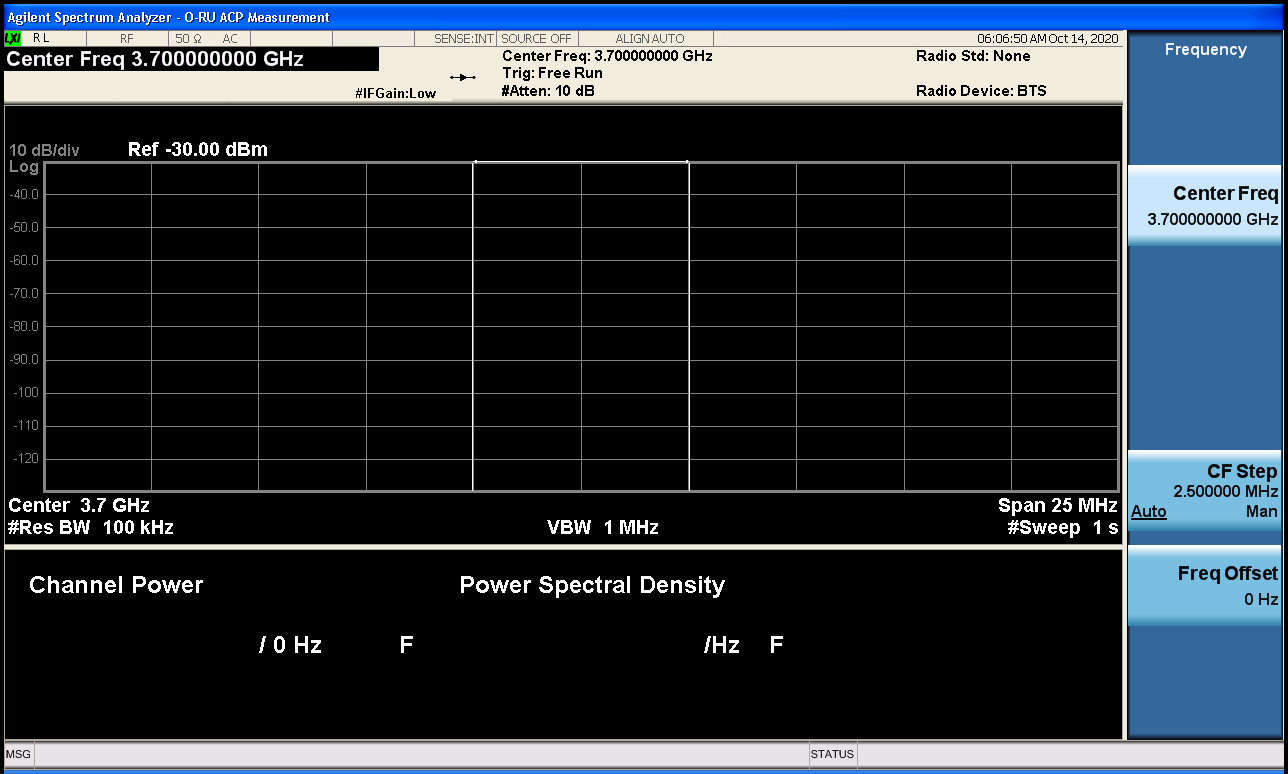 Agilent Spectrum Analyzer - O-RU ACP Measurement
LXI RL RF 50 Ω AC SENSE:INT SOURCE OFF ALIGN AUTO 06:06:50 AM Oct 14, 2020
Center Freq 3.700000000 GHz
#IFGain:Low
Center Freq: 3.700000000 GHz
Trig: Free Run
#Atten: 10 dB
Radio Std: None
Radio Device: BTS
10 dB/div
Log
Ref -30.00 dBm
-40.0
-50.0
-60.0
-70.0
-80.0
-90.0
-100
-110
-120
Center 3.7 GHz
Span 25 MHz
#Res BW 100 kHz
VBW 1 MHz
#Sweep 1 s
Channel Power
Power Spectral Density
/ 0 Hz F
/Hz F
Frequency
Center Freq
3.700000000 GHz
CF Step
2.500000 MHz
Auto Man
Freq Offset
0 Hz
MSG
STATUS